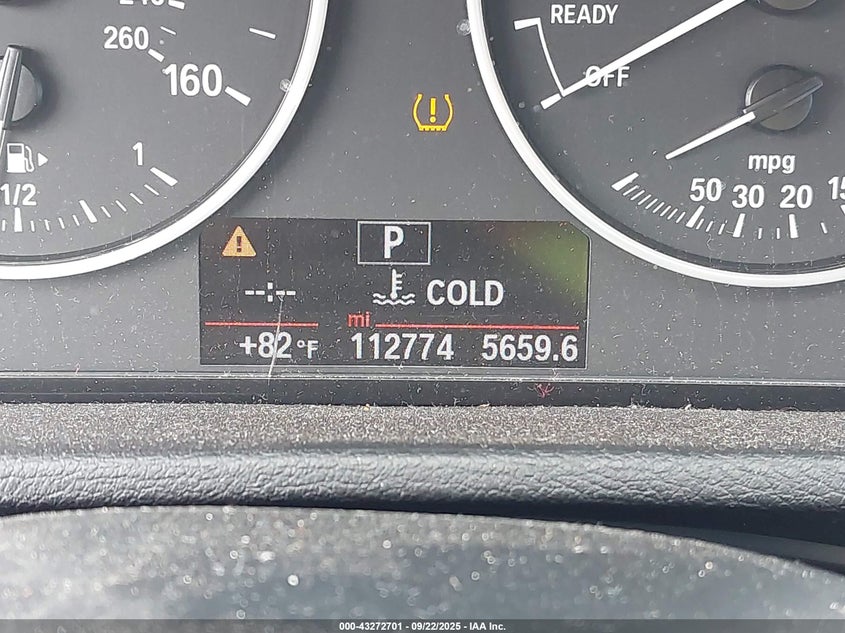 260
160
1
1/2
READY
OFF
mpg
50 30 20
P
--:-- COLD
mi
+82 °F 112774 5659.6
000-43272701 - 09/22/2025 - IAA Inc.